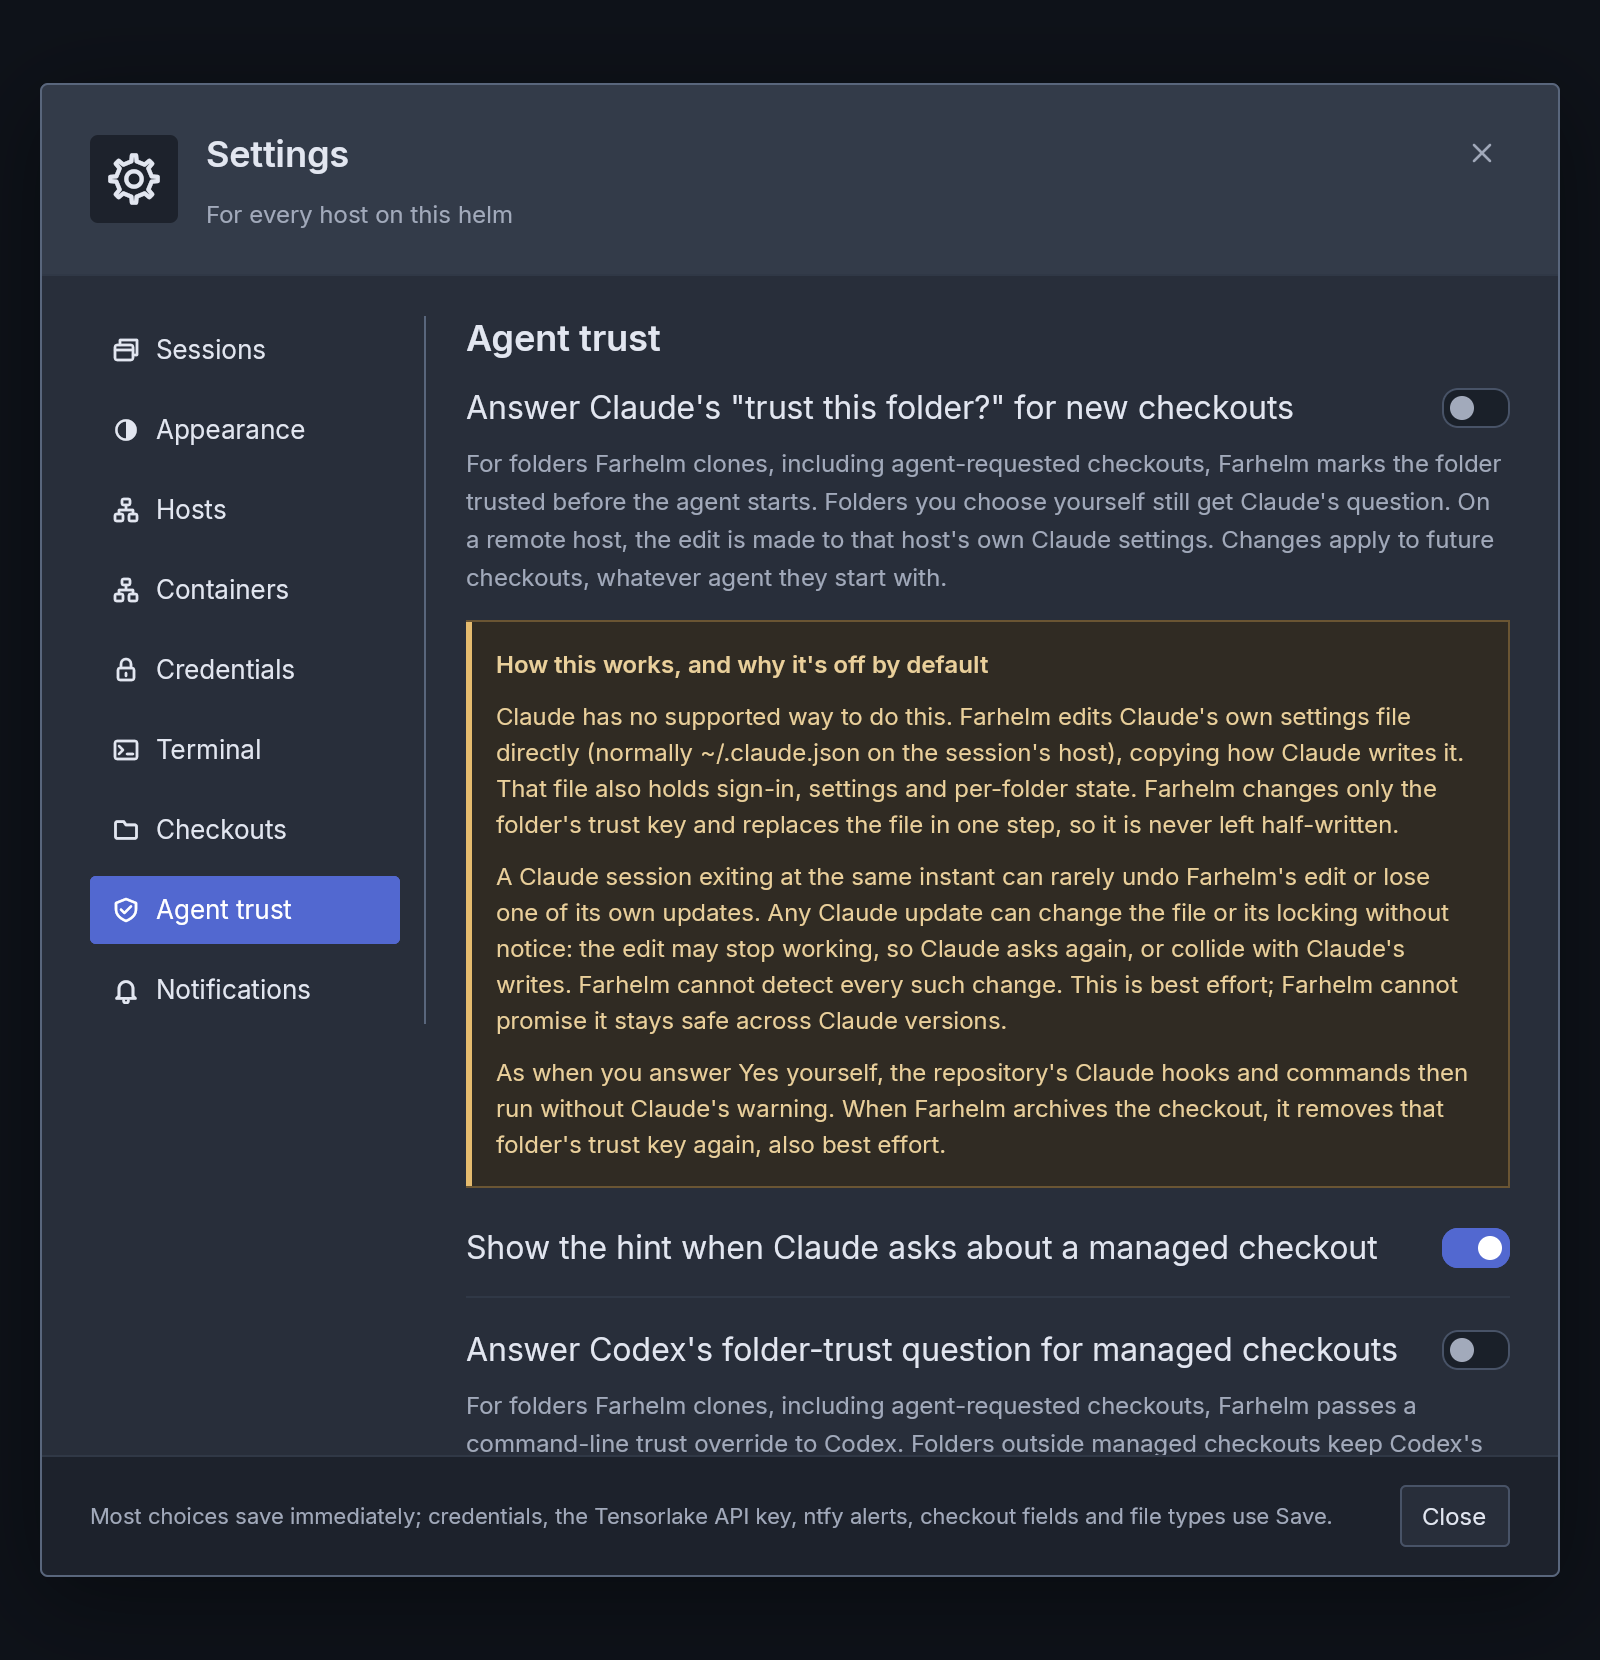 Settings
For every host on this helm
Sessions
Appearance
Hosts
Containers
Credentials
Terminal
Checkouts
Agent trust
Notifications
Agent trust
Answer Claude's "trust this folder?" for new checkouts
For folders Farhelm clones, including agent-requested checkouts, Farhelm marks the folder
trusted before the agent starts. Folders you choose yourself still get Claude's question. On
a remote host, the edit is made to that host's own Claude settings. Changes apply to future
checkouts, whatever agent they start with.
How this works, and why it's off by default
Claude has no supported way to do this. Farhelm edits Claude's own settings file
directly (normally ~/.claude.json on the session's host), copying how Claude writes it.
That file also holds sign-in, settings and per-folder state. Farhelm changes only the
folder's trust key and replaces the file in one step, so it is never left half-written.
A Claude session exiting at the same instant can rarely undo Farhelm's edit or lose
one of its own updates. Any Claude update can change the file or its locking without
notice: the edit may stop working, so Claude asks again, or collide with Claude's
writes. Farhelm cannot detect every such change. This is best effort; Farhelm cannot
promise it stays safe across Claude versions.
As when you answer Yes yourself, the repository's Claude hooks and commands then
run without Claude's warning. When Farhelm archives the checkout, it removes that
folder's trust key again, also best effort.
Show the hint when Claude asks about a managed checkout
Answer Codex's folder-trust question for managed checkouts
For folders Farhelm clones, including agent-requested checkouts, Farhelm passes a
command-line trust override to Codex. Folders outside managed checkouts keep Codex's
Most choices save immediately; credentials, the Tensorlake API key, ntfy alerts, checkout fields and file types use Save.
Close